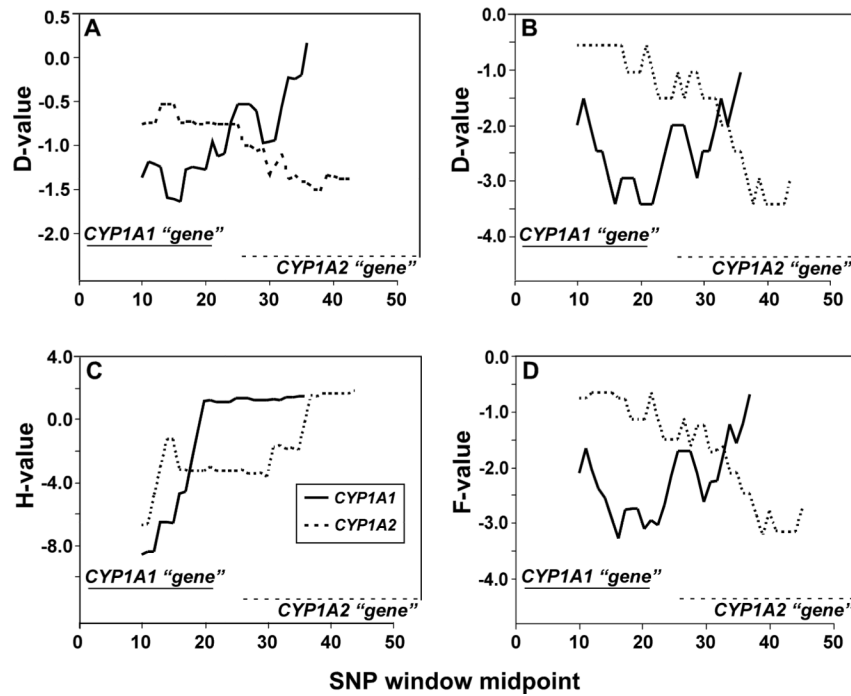 A
D-value
0.5
0.0
-0.5
-1.0
-1.5
-2.0
CYP1A1 “gene”
CYP1A2 “gene”
0 10 20 30 40 50
B
D-value
0.0
-1.0
-2.0
-3.0
-4.0
CYP1A1 “gene”
CYP1A2 “gene”
0 10 20 30 40 50
C
H-value
4.0
0.0
-4.0
-8.0
CYP1A1
CYP1A2
CYP1A1 “gene”
CYP1A2 “gene”
0 10 20 30 40 50
D
F-value
0.0
-1.0
-2.0
-3.0
-4.0
CYP1A1 “gene”
CYP1A2 “gene”
0 10 20 30 40 50
SNP window midpoint